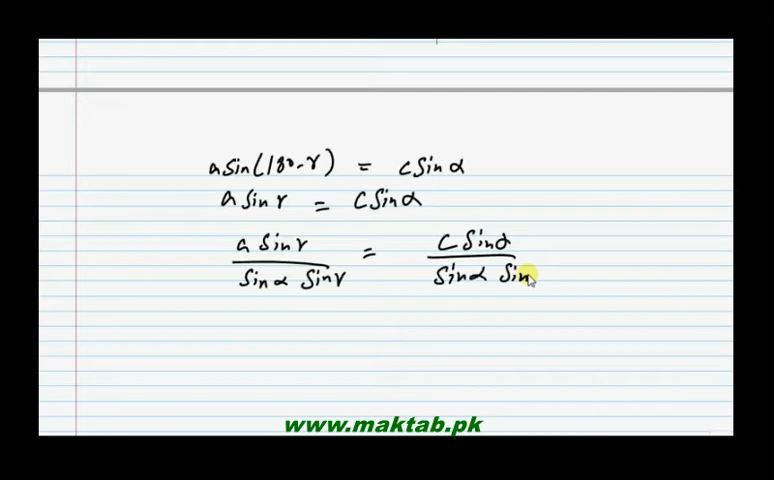 a Sin(180-γ) = c Sin α
a Sin γ = c Sin α
a Sin γ / Sin α Sin γ = c Sin α / Sin α Sin
www.maktab.pk